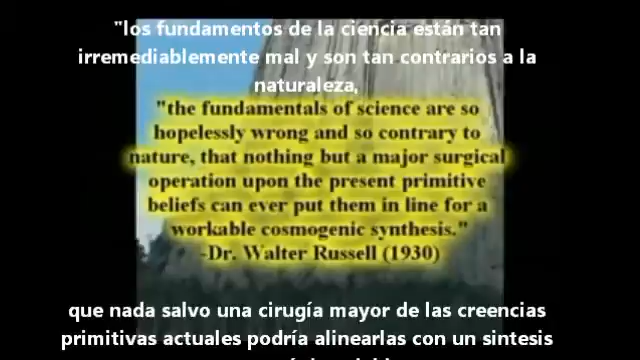 "los fundamentos de la ciencia están tan
irremediablemente mal y son tan contrarios a la
naturaleza,
"the fundamentals of science are so
hopelessly wrong and so contrary to
nature, that nothing but a major surgical
operation upon the present primitive
beliefs can ever put them in line for a
workable cosmogenic synthesis."
-Dr. Walter Russell (1930)
que nada salvo una cirugía mayor de las creencias
primitivas actuales podría alinearlas con un sintesis